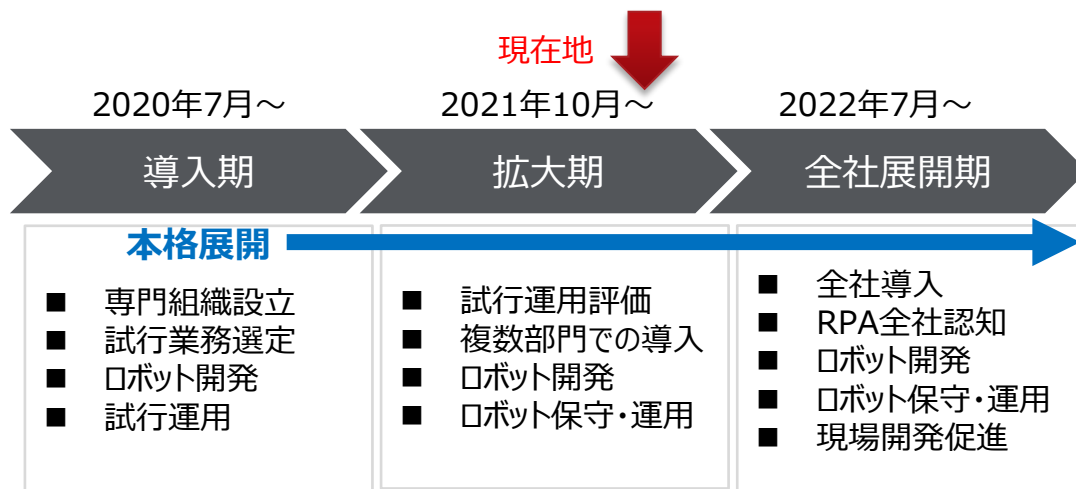 現在地
2020年7月～
2021年10月～
2022年7月～
導入期
拡大期
全社展開期
本格展開
■ 専門組織設立
■ 試行業務選定
■ ロボット開発
■ 試行運用
■ 試行運用評価
■ 複数部門での導入
■ ロボット開発
■ ロボット保守・運用
■ 全社導入
■ RPA全社認知
■ ロボット開発
■ ロボット保守・運用
■ 現場開発促進